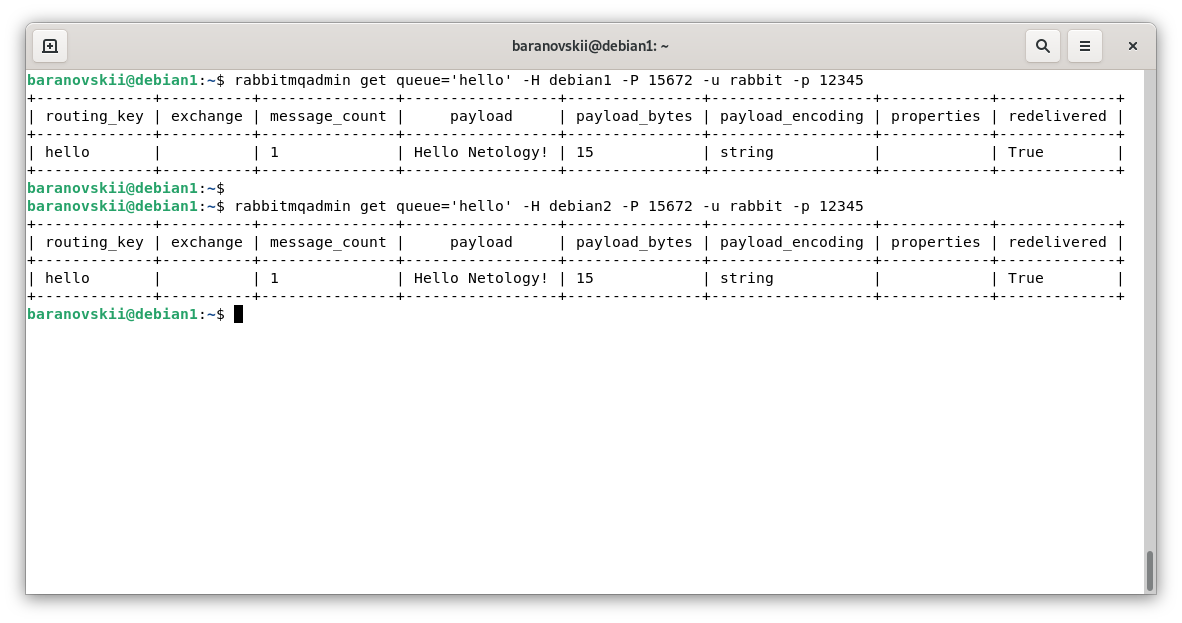 baranovskii@debian1: ~
baranovskii@debian1:~$ rabbitmqadmin get queue='hello' -H debian1 -P 15672 -u rabbit -p 12345
+-------------+----------+---------------+-----------------+---------------+------------------+------------+-------------+
| routing_key | exchange | message_count |     payload     | payload_bytes | payload_encoding | properties | redelivered |
+-------------+----------+---------------+-----------------+---------------+------------------+------------+-------------+
| hello       |          | 1             | Hello Netology! | 15            | string           |            | True        |
+-------------+----------+---------------+-----------------+---------------+------------------+------------+-------------+
baranovskii@debian1:~$
baranovskii@debian1:~$ rabbitmqadmin get queue='hello' -H debian2 -P 15672 -u rabbit -p 12345
+-------------+----------+---------------+-----------------+---------------+------------------+------------+-------------+
| routing_key | exchange | message_count |     payload     | payload_bytes | payload_encoding | properties | redelivered |
+-------------+----------+---------------+-----------------+---------------+------------------+------------+-------------+
| hello       |          | 1             | Hello Netology! | 15            | string           |            | True        |
+-------------+----------+---------------+-----------------+---------------+------------------+------------+-------------+
baranovskii@debian1:~$